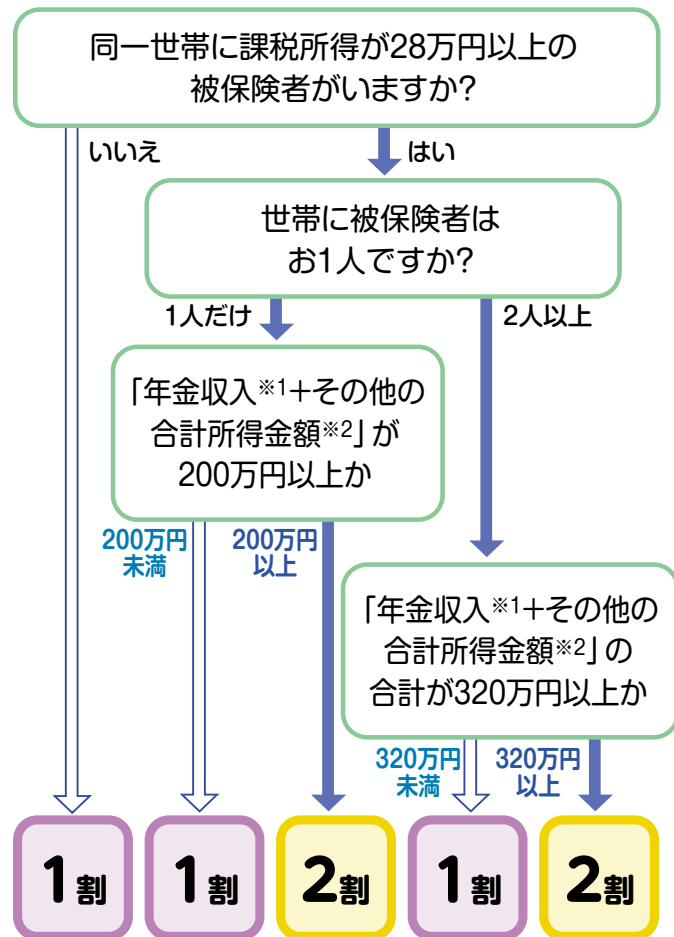 同一世帯に課税所得が28万円以上の
被保険者がいますか?
いいえ
はい
世帯に被保険者は
お1人ですか?
1人だけ
2人以上
「年金収入※1+その他の
合計所得金額※2」が
200万円以上か
200万円
未満
200万円
以上
「年金収入※1+その他の
合計所得金額※2」の
合計が320万円以上か
320万円
未満
320万円
以上
1割
1割
2割
1割
2割